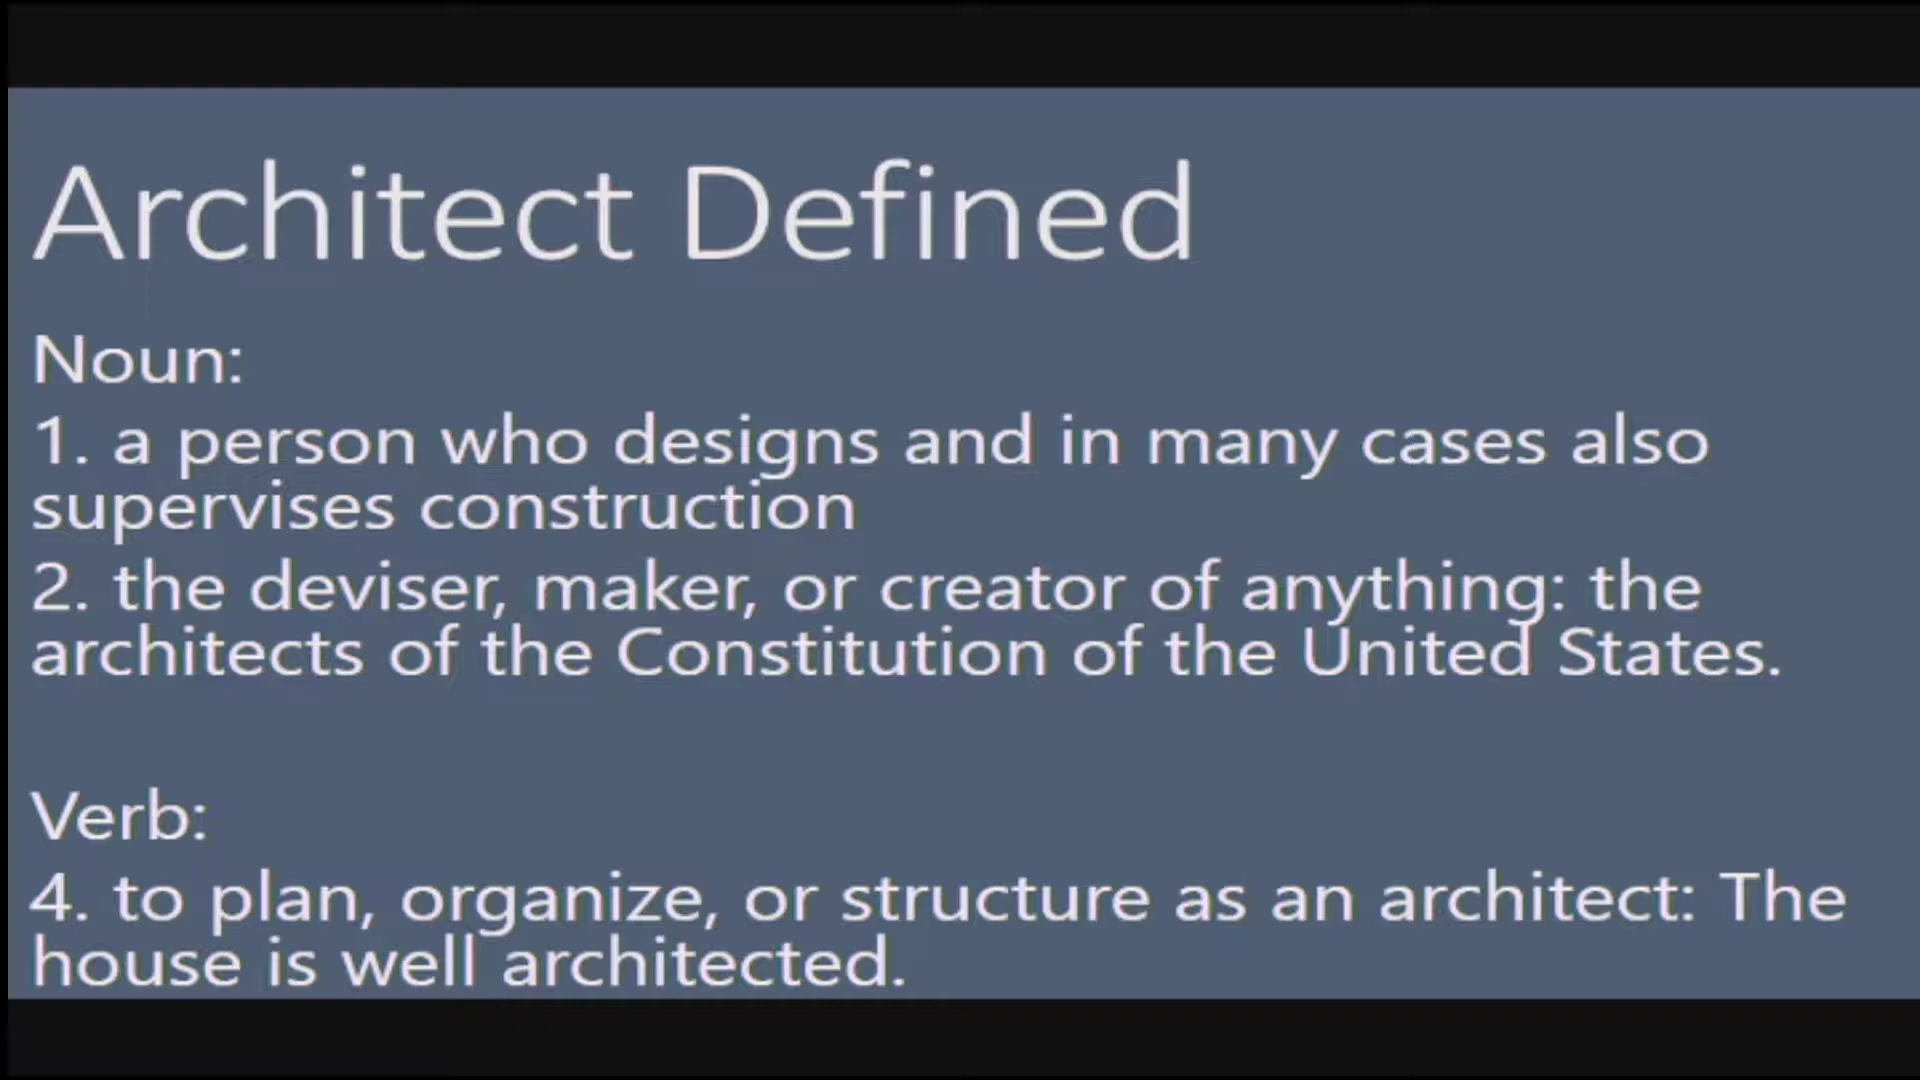 Architect Defined
Noun:
1. a person who designs and in many cases also
supervises construction
2. the deviser, maker, or creator of anything: the
architects of the Constitution of the United States.
Verb:
4. to plan, organize, or structure as an architect: The
house is well architected.